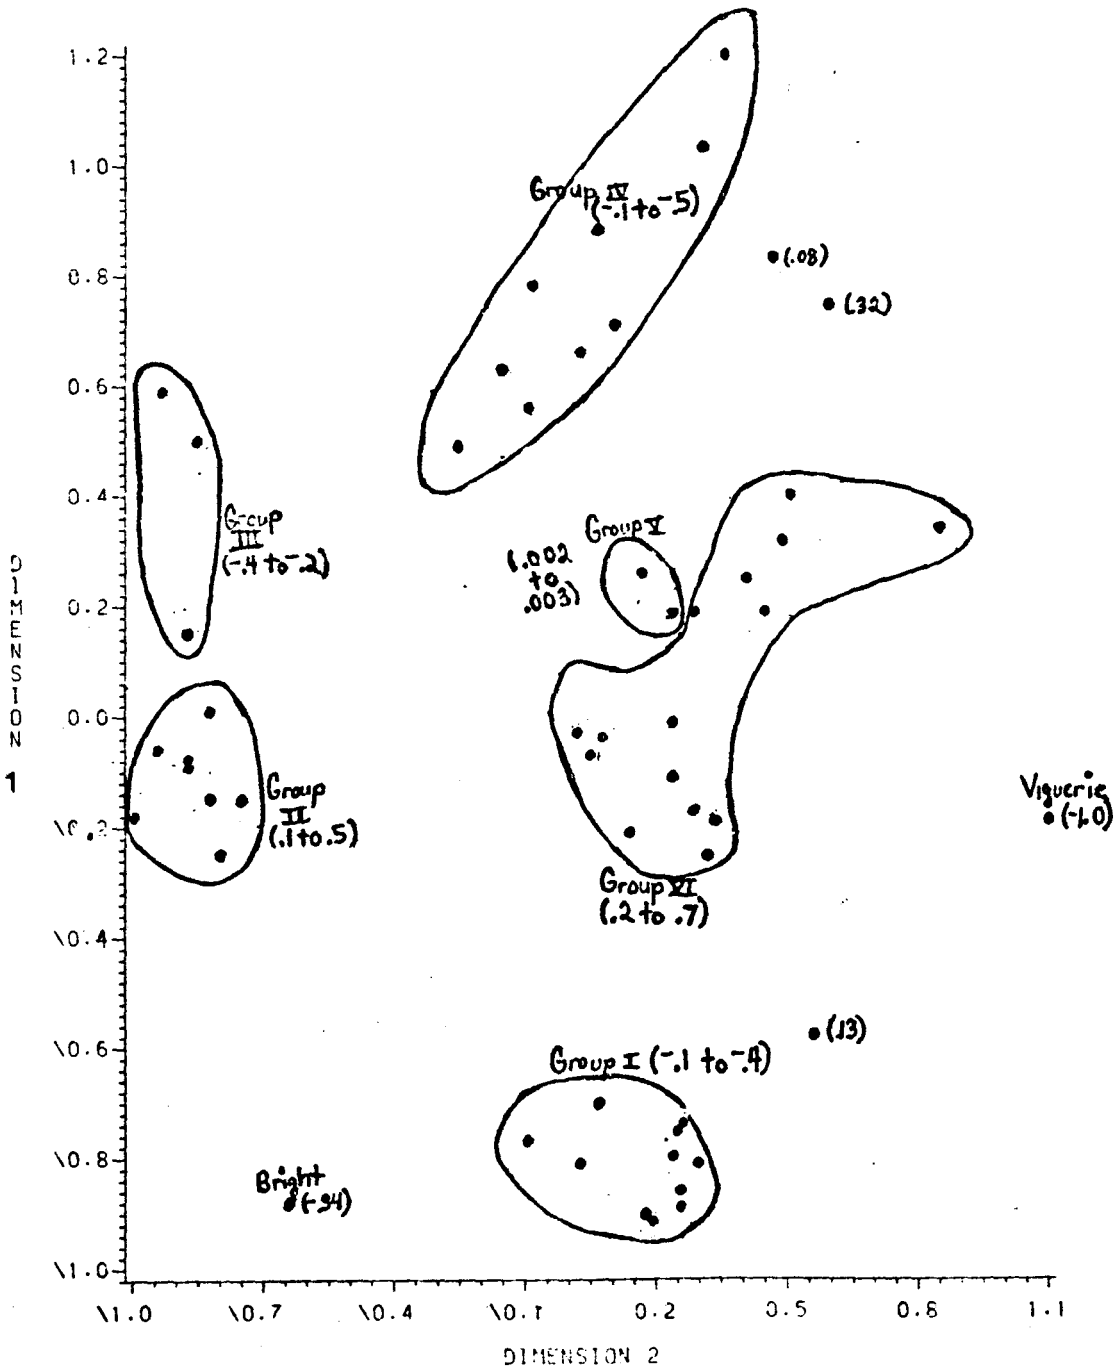 1.2
1.0
Group IV
(-.1 to -.5)
0.8
(.08)
(.32)
0.6
0.4
Group
III
(-.4 to -.2)
Group V
(.002
to
.003)
0.2
0.0
Group
II
(.1 to .5)
Viguerie
(-1.0)
\0.2
Group VI
(.2 to .7)
\0.4
(.13)
\0.6
Group I (-.1 to -.4)
\0.8
Bright
\1.0
\1.0 \0.7 \0.4 \0.1 0.2 0.5 0.8 1.1
DIMENSION 2
DIMENSION 1